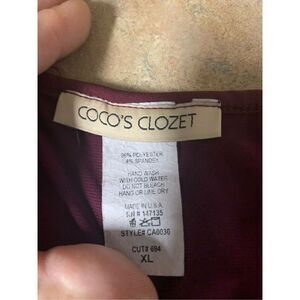 COCO'S CLOZET
96% POLYESTER
4% SPANDEX
HAND WASH
WITH COLD WATER
DO NOT BLEACH
HANG OR LINE DRY
MADE IN U.S.A.
RN # 147135
STYLE# CA0030
CUT# 694
XL